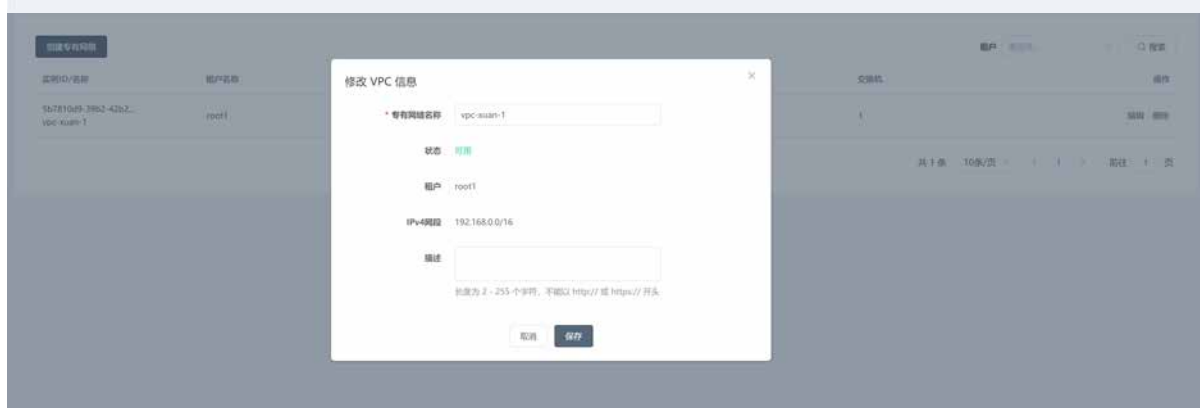 创建专有网络
租户
搜索
实例ID/名称 租户名称 交换机 操作
5b7810d9-3962-42b2...
vpc-xuan-1
root1 1 编辑 删除
共 1 条 10条/页 1 前往 1 页
修改 VPC 信息
* 专有网络名称 vpc-xuan-1
状态 可用
租户 root1
IPv4网段 192.168.0.0/16
描述
长度为 2 - 255 个字符，不能以 http:// 或 https:// 开头
取消 保存